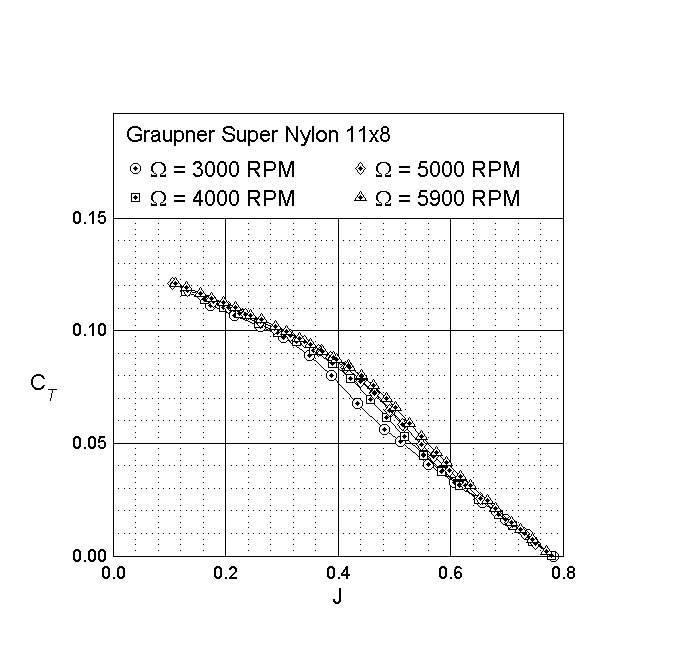 Graupner Super Nylon 11x8
Ω = 3000 RPM Ω = 5000 RPM
Ω = 4000 RPM Ω = 5900 RPM
0.15
0.10
C_T
0.05
0.00
0.0 0.2 0.4 0.6 0.8
J